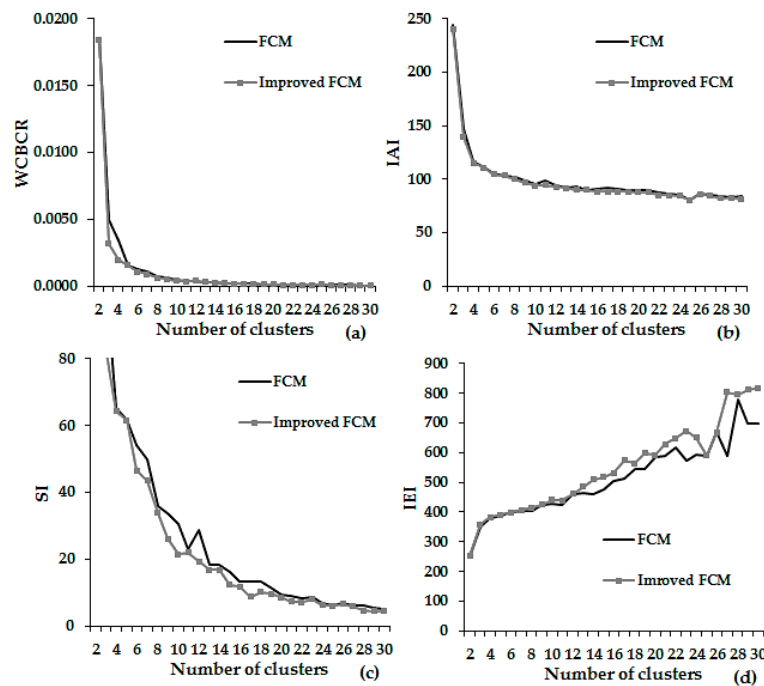 0.0200
0.0150
0.0100
0.0050
0.0000
WCBCR
FCM
Improved FCM
2 4 6 8 10 12 14 16 18 20 22 24 26 28 30
Number of clusters
(a)
250
200
150
100
50
0
IAI
FCM
Improved FCM
2 4 6 8 10 12 14 16 18 20 22 24 26 28 30
Number of clusters
(b)
80
60
40
20
0
SI
FCM
Improved FCM
2 4 6 8 10 12 14 16 18 20 22 24 26 28 30
Number of clusters
(c)
900
800
700
600
500
400
300
200
100
0
IEI
FCM
Imroved FCM
2 4 6 8 10 12 14 16 18 20 22 24 26 28 30
Number of clusters
(d)